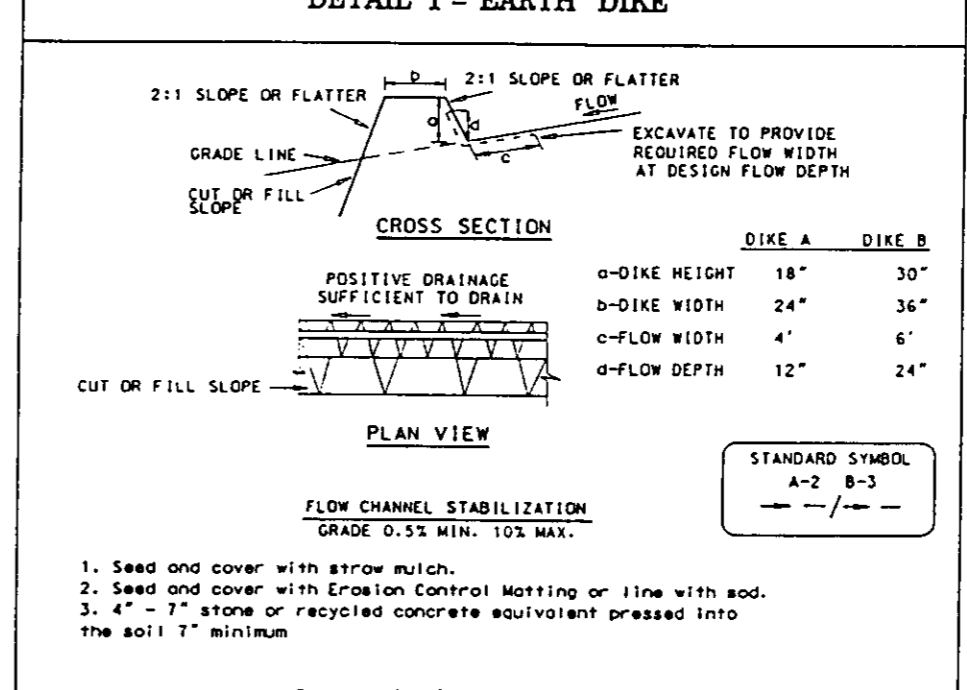 DETAIL 1 - EARTH DIKE
b
2:1 SLOPE OR FLATTER
2:1 SLOPE OR FLATTER
FLOW
a
d
c
GRADE LINE
EXCAVATE TO PROVIDE
REQUIRED FLOW WIDTH
AT DESIGN FLOW DEPTH
CUT OR FILL
SLOPE
CROSS SECTION
DIKE A DIKE B
a-DIKE HEIGHT 18" 30"
b-DIKE WIDTH 24" 36"
c-FLOW WIDTH 4' 6'
d-FLOW DEPTH 12" 24"
POSITIVE DRAINAGE
SUFFICIENT TO DRAIN
CUT OR FILL SLOPE
PLAN VIEW
STANDARD SYMBOL
A-2 B-3
FLOW CHANNEL STABILIZATION
GRADE 0.5% MIN. 10% MAX.
1. Seed and cover with straw mulch.
2. Seed and cover with Erosion Control Matting or line with sod.
3. 4" - 7" stone or recycled concrete equivalent pressed into
the soil 7" minimum